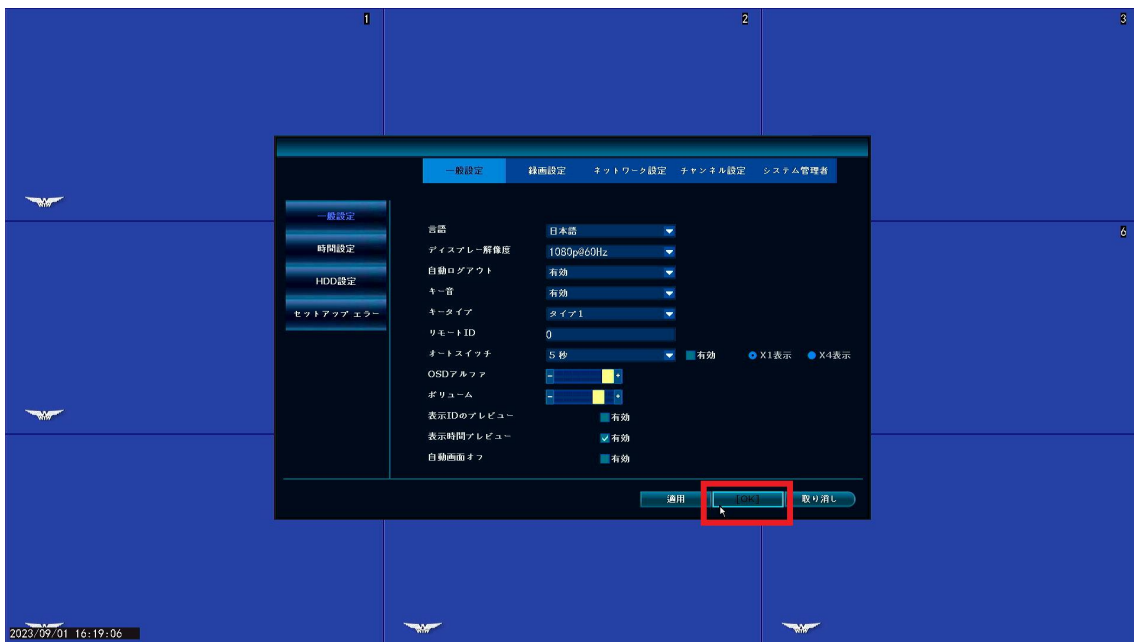 1
2
3
一般設定
録画設定
ネットワーク設定
チャンネル設定
システム管理者
一般設定
時間設定
HDD設定
セットアップ エラー
言語 日本語
ディスプレー解像度 1080p@60Hz
自動ログアウト 有効
キー音 有効
キータイプ タイプ1
リモートID 0
オートスイッチ 5 秒 有効 X1表示 X4表示
OSDアルファ - +
ボリューム - +
表示IDのプレビュー 有効
表示時間プレビュー 有効
自動画面オフ 有効
適用 [OK] 取り消し
6
2023/09/01 16:19:06